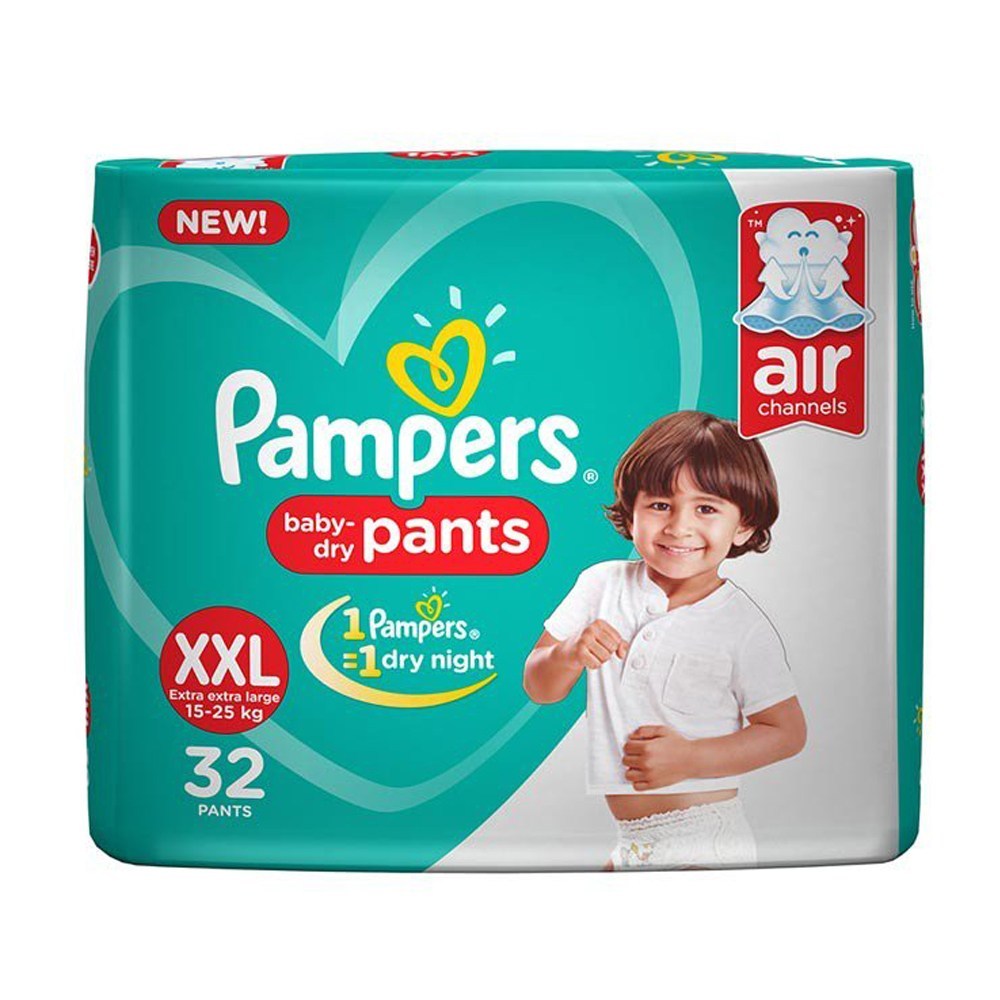 NEW!
TM
air
channels
Pampers®
baby-
dry pants
1 Pampers®
=1 dry night
XXL
Extra extra large
15-25 kg
32
PANTS